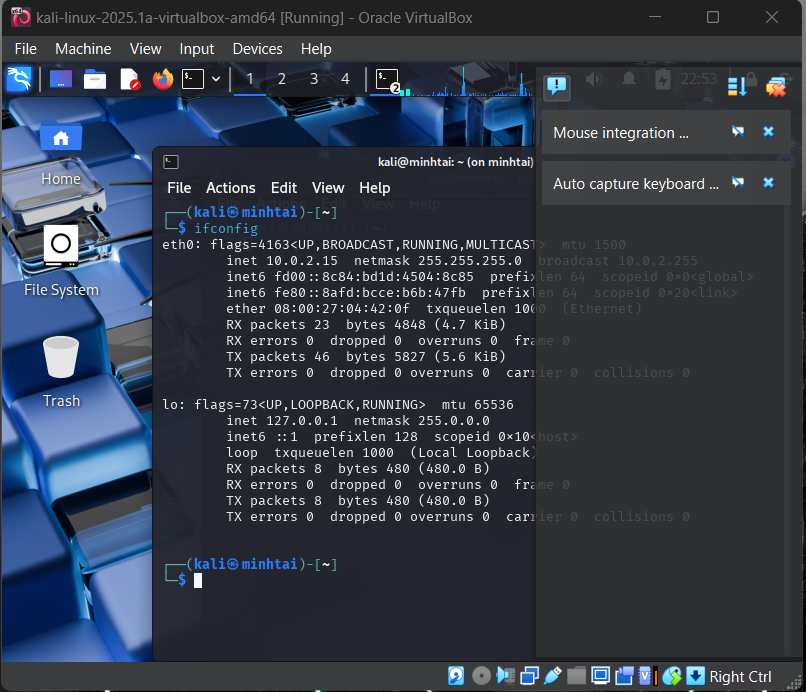 kali-linux-2025.1a-virtualbox-amd64 [Running] - Oracle VirtualBox
File Machine View Input Devices Help
1 2 3 4 2 22:53
Mouse integration ...
Auto capture keyboard ...
Home
File System
Trash
kali@minhtai: ~ (on minhtai)
File Actions Edit View Help
┌──(kali㉿minhtai)-[~]
└─$ ifconfig
eth0: flags=4163<UP,BROADCAST,RUNNING,MULTICAST> mtu 1500
inet 10.0.2.15 netmask 255.255.255.0 broadcast 10.0.2.255
inet6 fd00::8c84:bd1d:4504:8c85 prefixlen 64 scopeid 0×0<global>
inet6 fe80::8afd:bcce:b6b:47fb prefixlen 64 scopeid 0×20<link>
ether 08:00:27:04:42:0f txqueuelen 1000 (Ethernet)
RX packets 23 bytes 4848 (4.7 KiB)
RX errors 0 dropped 0 overruns 0 frame 0
TX packets 46 bytes 5827 (5.6 KiB)
TX errors 0 dropped 0 overruns 0 carrier 0 collisions 0
lo: flags=73<UP,LOOPBACK,RUNNING> mtu 65536
inet 127.0.0.1 netmask 255.0.0.0
inet6 ::1 prefixlen 128 scopeid 0×10<host>
loop txqueuelen 1000 (Local Loopback)
RX packets 8 bytes 480 (480.0 B)
RX errors 0 dropped 0 overruns 0 frame 0
TX packets 8 bytes 480 (480.0 B)
TX errors 0 dropped 0 overruns 0 carrier 0 collisions 0
┌──(kali㉿minhtai)-[~]
└─$
Right Ctrl